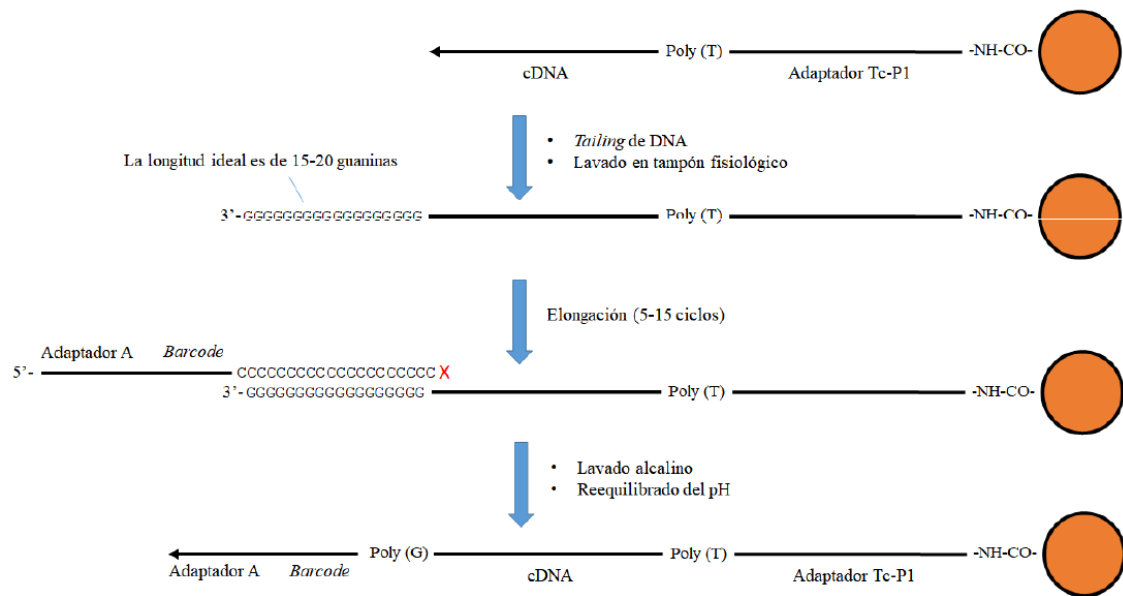 Poly (T) -NH-CO-
cDNA Adaptador Tc-P1
• Tailing de DNA
• Lavado en tampón fisiológico
La longitud ideal es de 15-20 guaninas
3’-GGGGGGGGGGGGGGGGGG Poly (T) -NH-CO-
Elongación (5-15 ciclos)
Adaptador A Barcode
5’- CCCCCCCCCCCCCCCCCCCC X
3’-GGGGGGGGGGGGGGGGGG Poly (T) -NH-CO-
• Lavado alcalino
• Reequilibrado del pH
Poly (G) Poly (T) -NH-CO-
Adaptador A Barcode cDNA Adaptador Tc-P1